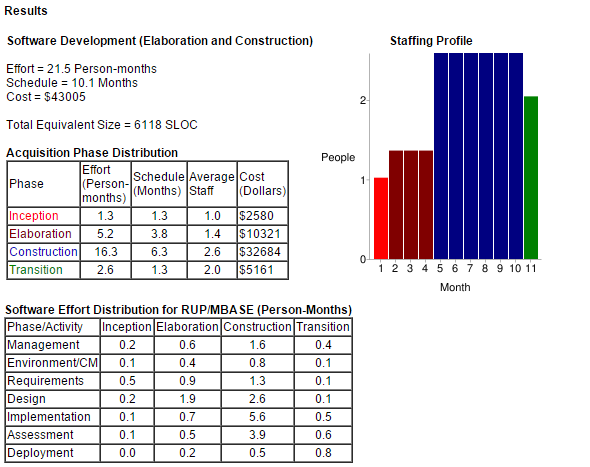 Results
Software Development (Elaboration and Construction)
Effort = 21.5 Person-months
Schedule = 10.1 Months
Cost = $43005
Total Equivalent Size = 6118 SLOC
Acquisition Phase Distribution
Phase Effort (Person-months) Schedule (Months) Average Staff Cost (Dollars)
Inception 1.3 1.3 1.0 $2580
Elaboration 5.2 3.8 1.4 $10321
Construction 16.3 6.3 2.6 $32684
Transition 2.6 1.3 2.0 $5161
Staffing Profile
People
2
1
0
1 2 3 4 5 6 7 8 9 10 11
Month
Software Effort Distribution for RUP/MBASE (Person-Months)
Phase/Activity Inception Elaboration Construction Transition
Management 0.2 0.6 1.6 0.4
Environment/CM 0.1 0.4 0.8 0.1
Requirements 0.5 0.9 1.3 0.1
Design 0.2 1.9 2.6 0.1
Implementation 0.1 0.7 5.6 0.5
Assessment 0.1 0.5 3.9 0.6
Deployment 0.0 0.2 0.5 0.8